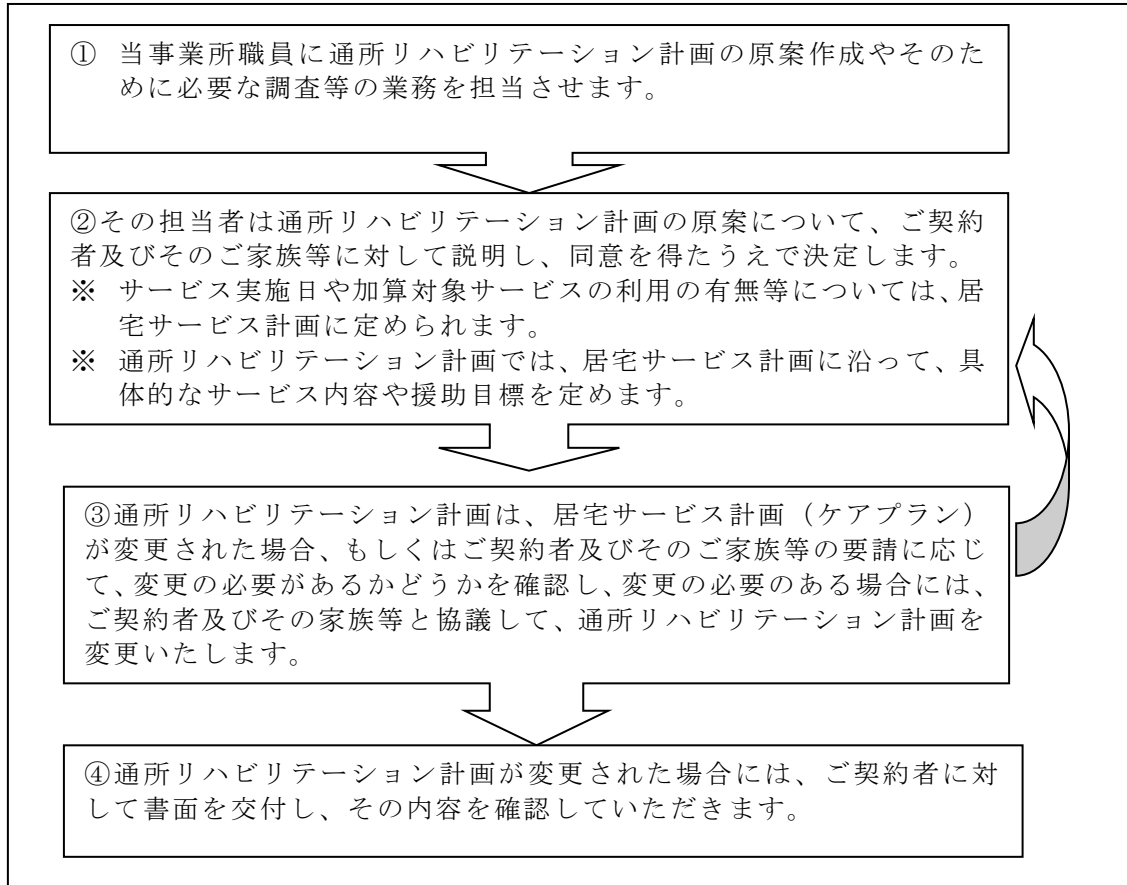 ① 当事業所職員に通所リハビリテーション計画の原案作成やそのた
めに必要な調査等の業務を担当させます。
②その担当者は通所リハビリテーション計画の原案について、ご契約
者及びそのご家族等に対して説明し、同意を得たうえで決定します。
※ サービス実施日や加算対象サービスの利用の有無等については、居
宅サービス計画に定められます。
※ 通所リハビリテーション計画では、居宅サービス計画に沿って、具
体的なサービス内容や援助目標を定めます。
③通所リハビリテーション計画は、居宅サービス計画（ケアプラン）
が変更された場合、もしくはご契約者及びそのご家族等の要請に応じ
て、変更の必要があるかどうかを確認し、変更の必要のある場合には、
ご契約者及びその家族等と協議して、通所リハビリテーション計画を
変更いたします。
④通所リハビリテーション計画が変更された場合には、ご契約者に対
して書面を交付し、その内容を確認していただきます。